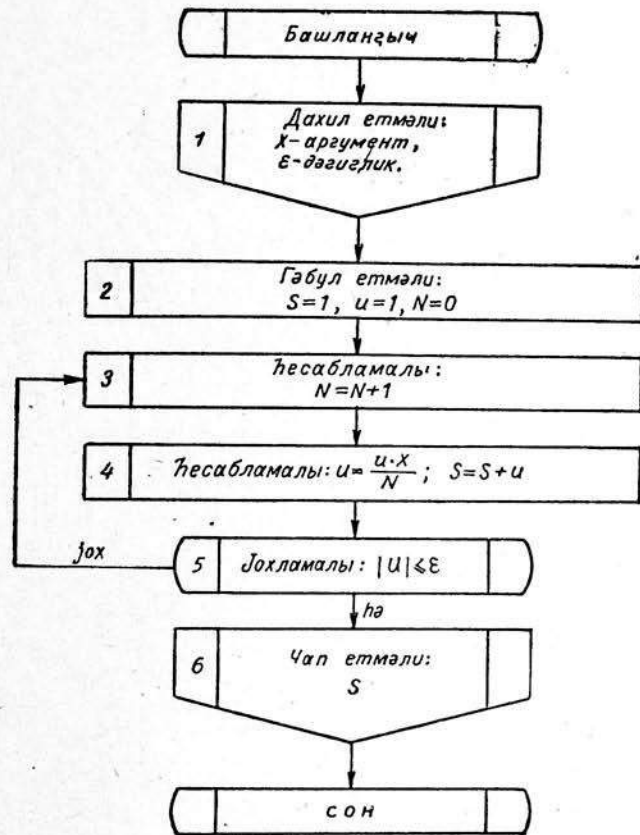 Башланғыч
1
Дахил етмәли:
X-аргумент,
ε-дәгиглик.
2
Гәбул етмәли:
S=1, u=1, N=0
3
Һесабламалы:
N=N+1
4
Һесабламалы: u=u·x/N; S=S+u
јох
5
Јохламалы: |U|≤ε
һә
6
Чап етмәли:
S
СОН